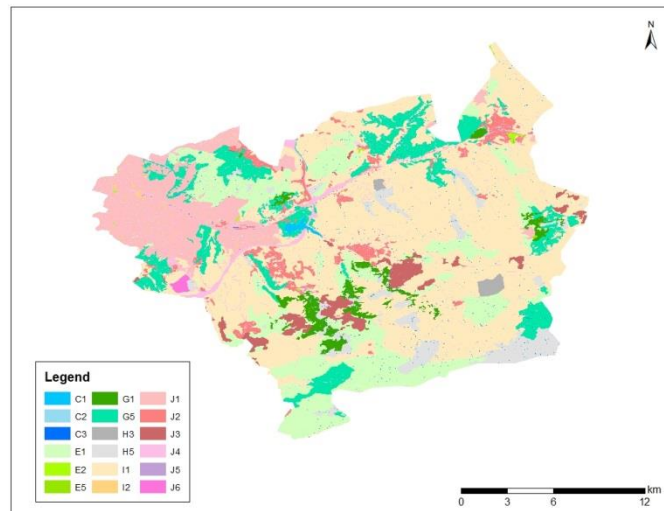 N
Legend
C1 G1 J1
C2 G5 J2
C3 H3 J3
E1 H5 J4
E2 I1 J5
E5 I2 J6
km
0 3 6 12